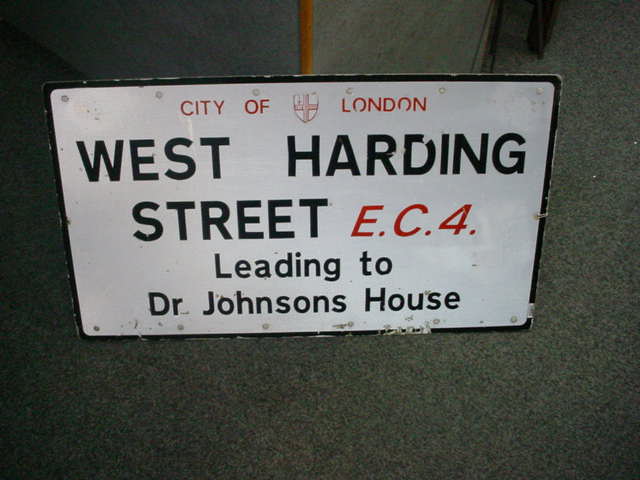 CITY OF LONDON
WEST HARDING
STREET E.C.4.
Leading to
Dr Johnsons House